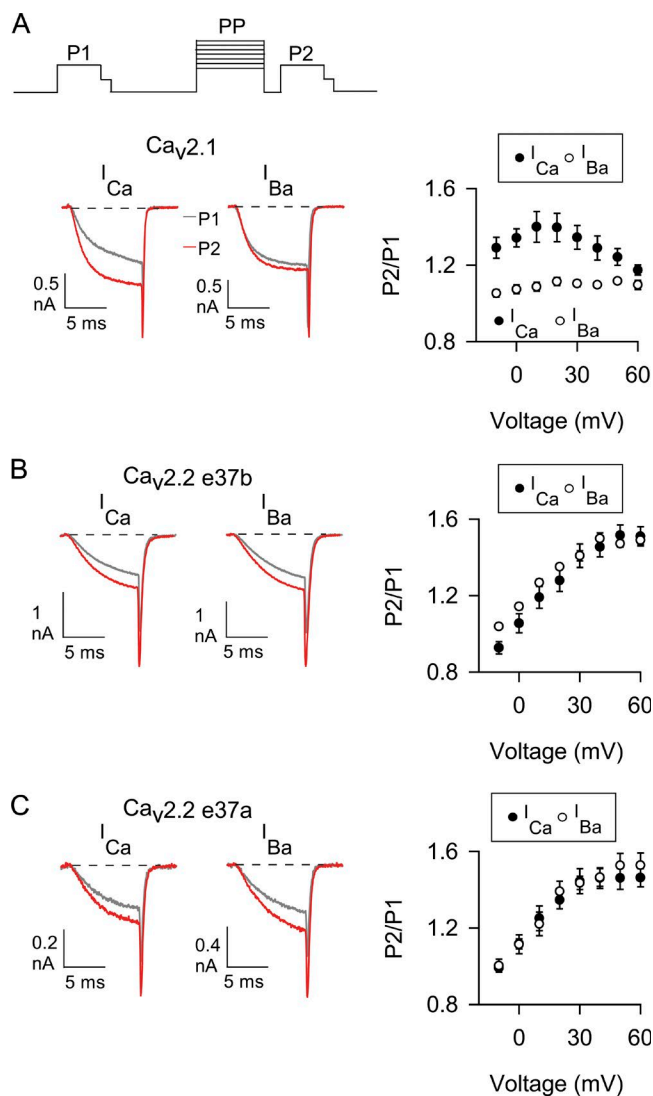 A
P1
PP
P2
Cav2.1
ICa
IBa
P1
P2
0.5
nA
5 ms
0.5
nA
5 ms
ICa IBa
P2/P1
1.6
1.2
0.8
ICa IBa
0 30 60
Voltage (mV)
B
Cav2.2 e37b
ICa
IBa
1
nA
5 ms
1
nA
5 ms
ICa IBa
P2/P1
1.6
1.2
0.8
0 30 60
Voltage (mV)
C
Cav2.2 e37a
ICa
IBa
0.2
nA
5 ms
0.4
nA
5 ms
ICa IBa
P2/P1
1.6
1.2
0.8
0 30 60
Voltage (mV)